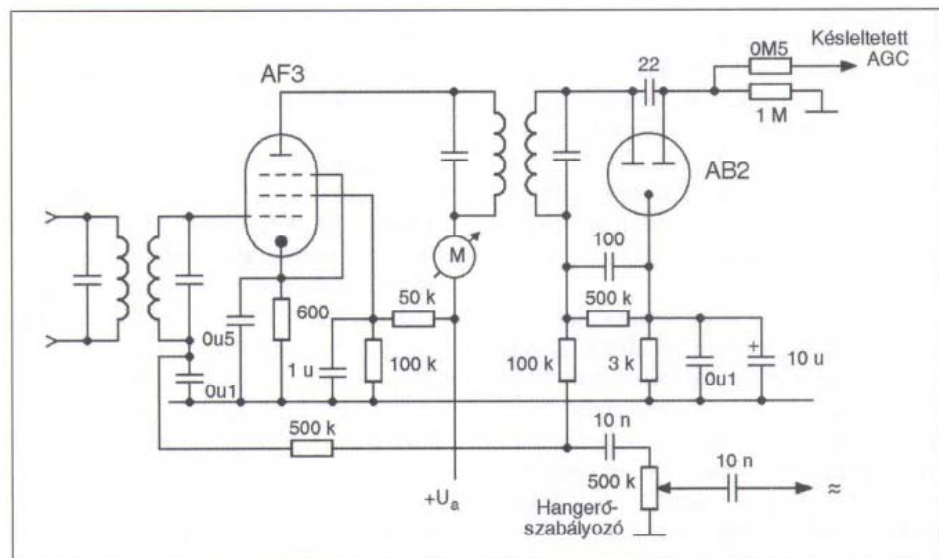 AF3
22
0M5
Késleltetett
AGC
1 M
AB2
M
100
600
50 k
500 k
0u5
1 u
100 k
100 k
3 k
0u1
+
10 u
0u1
500 k
10 n
500 k
10 n
≈
+Ua
Hangerő-
szabályozó